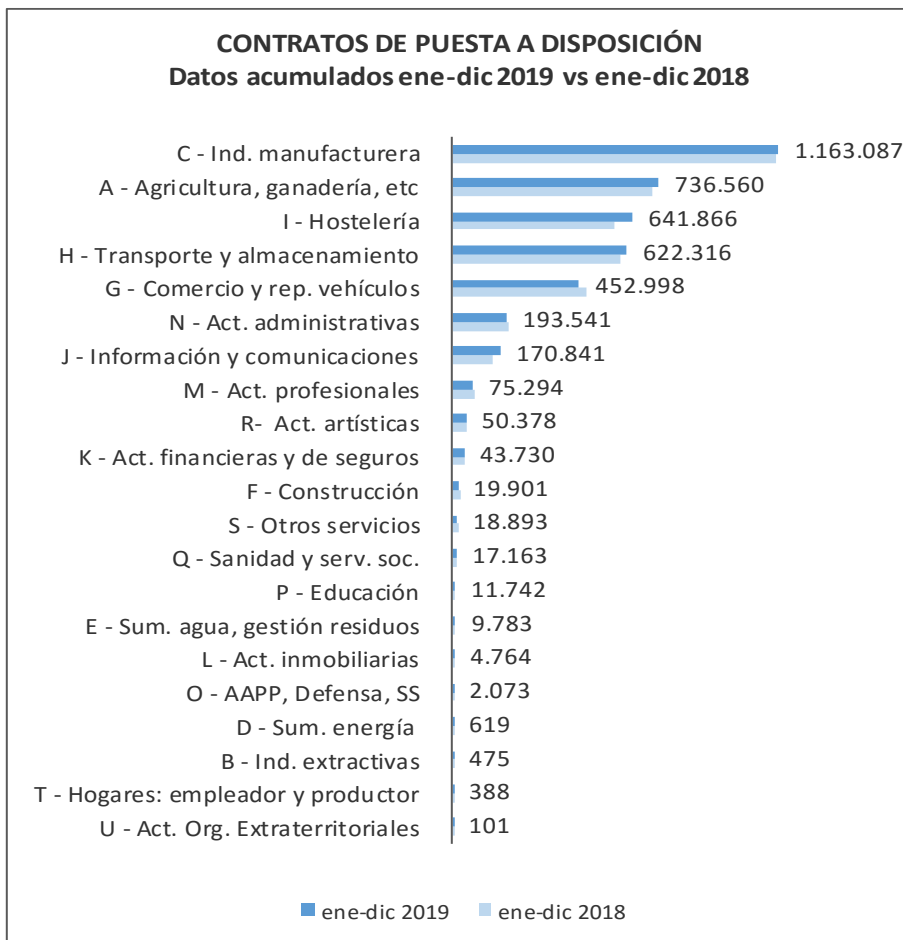 CONTRATOS DE PUESTA A DISPOSICIÓN
Datos acumulados ene-dic 2019 vs ene-dic 2018
C - Ind. manufacturera 1.163.087
A - Agricultura, ganadería, etc 736.560
I - Hostelería 641.866
H - Transporte y almacenamiento 622.316
G - Comercio y rep. vehículos 452.998
N - Act. administrativas 193.541
J - Información y comunicaciones 170.841
M - Act. profesionales 75.294
R- Act. artísticas 50.378
K - Act. financieras y de seguros 43.730
F - Construcción 19.901
S - Otros servicios 18.893
Q - Sanidad y serv. soc. 17.163
P - Educación 11.742
E - Sum. agua, gestión residuos 9.783
L - Act. inmobiliarias 4.764
O - AAPP, Defensa, SS 2.073
D - Sum. energía 619
B - Ind. extractivas 475
T - Hogares: empleador y productor 388
U - Act. Org. Extraterritoriales 101
ene-dic 2019 ene-dic 2018